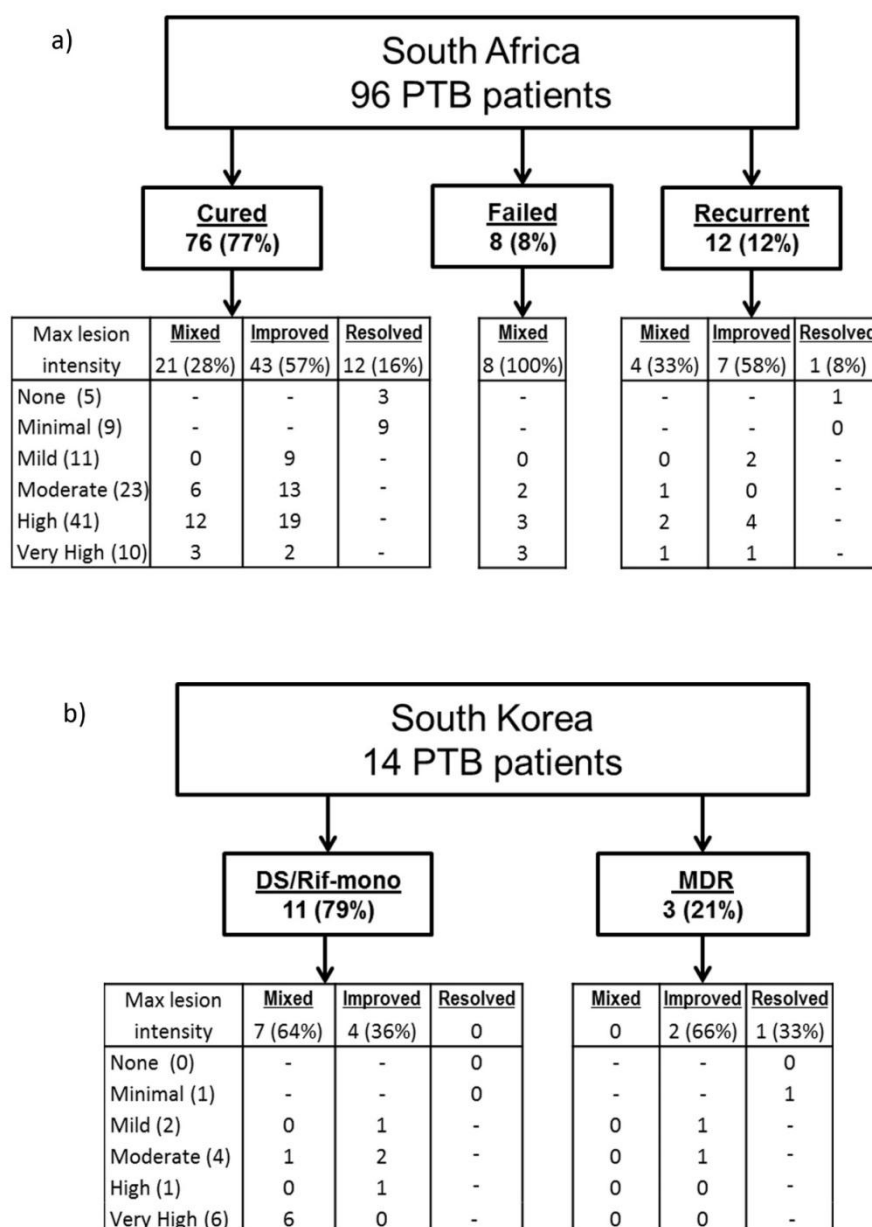 a)
South Africa
96 PTB patients
Cured
76 (77%)
Failed
8 (8%)
Recurrent
12 (12%)
Max lesion intensity Mixed Improved Resolved Mixed Mixed Improved Resolved
21 (28%) 43 (57%) 12 (16%) 8 (100%) 4 (33%) 7 (58%) 1 (8%)
None (5) - - 3 - - - 1
Minimal (9) - - 9 - - - 0
Mild (11) 0 9 - 0 0 2 -
Moderate (23) 6 13 - 2 1 0 -
High (41) 12 19 - 3 2 4 -
Very High (10) 3 2 - 3 1 1 -
b)
South Korea
14 PTB patients
DS/Rif-mono
11 (79%)
MDR
3 (21%)
Max lesion intensity Mixed Improved Resolved Mixed Improved Resolved
7 (64%) 4 (36%) 0 0 2 (66%) 1 (33%)
None (0) - - 0 - - 0
Minimal (1) - - 0 - - 1
Mild (2) 0 1 - 0 1 -
Moderate (4) 1 2 - 0 1 -
High (1) 0 1 - 0 0 -
Very High (6) 6 0 - 0 0 -